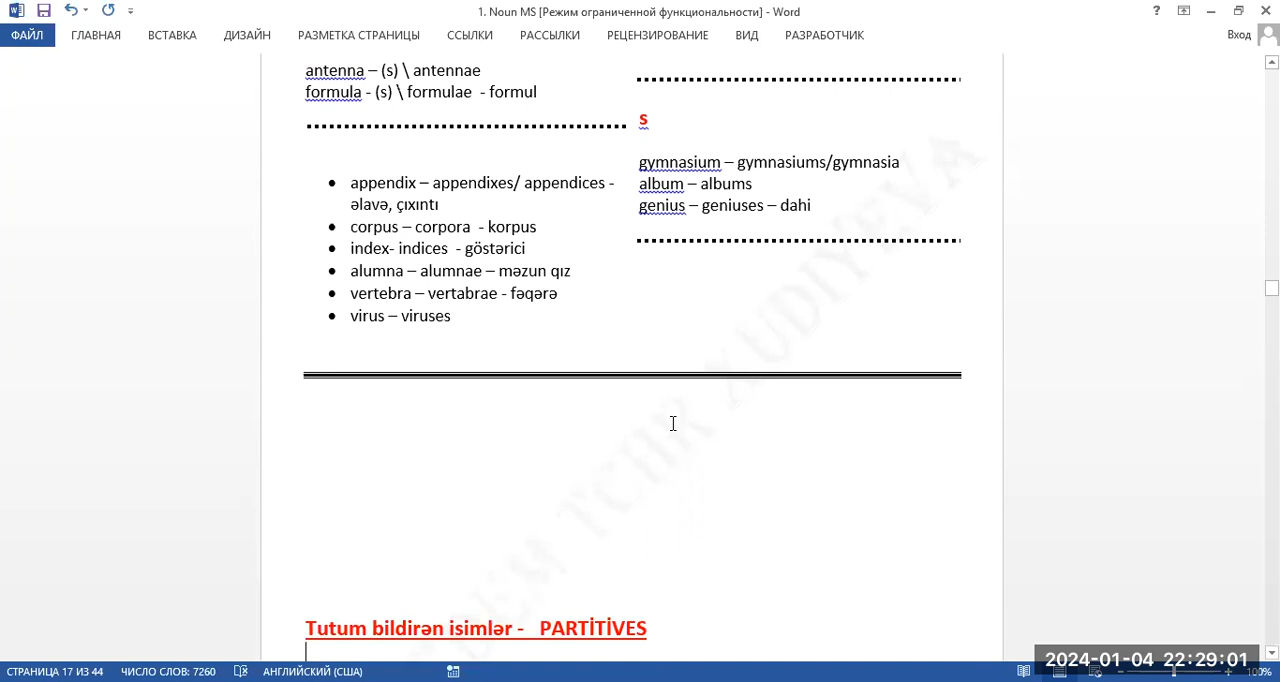 1. Noun MS [Режим ограниченной функциональности] - Word
ФАЙЛ ГЛАВНАЯ ВСТАВКА ДИЗАЙН РАЗМЕТКА СТРАНИЦЫ ССЫЛКИ РАССЫЛКИ РЕЦЕНЗИРОВАНИЕ ВИД РАЗРАБОТЧИК Вход
antenna – (s) \ antennae
formula - (s) \ formulae - formul
appendix – appendixes/ appendices -
əlavə, çıxıntı
corpus – corpora - korpus
index- indices - göstərici
alumna – alumnae – məzun qız
vertebra – vertabrae - fəqərə
virus – viruses
s
gymnasium – gymnasiums/gymnasia
album – albums
genius – geniuses – dahi
Tutum bildirən isimlər - PARTİTİVES
СТРАНИЦА 17 ИЗ 44 ЧИСЛО СЛОВ: 7260 АНГЛИЙСКИЙ (США) 100%
2024-01-04 22:29:01